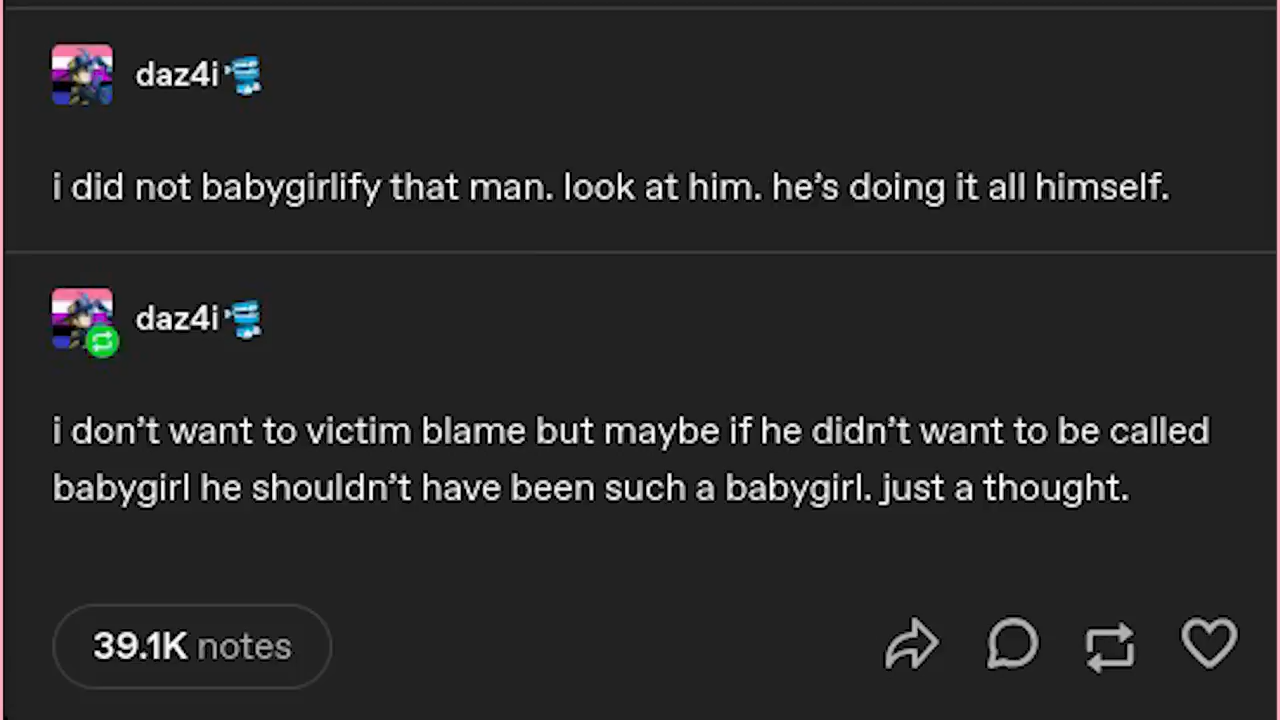 daz4i
i did not babygirlify that man. look at him. he's doing it all himself.
daz4i
i don't want to victim blame but maybe if he didn't want to be called
babygirl he shouldn't have been such a babygirl. just a thought.
39.1K notes